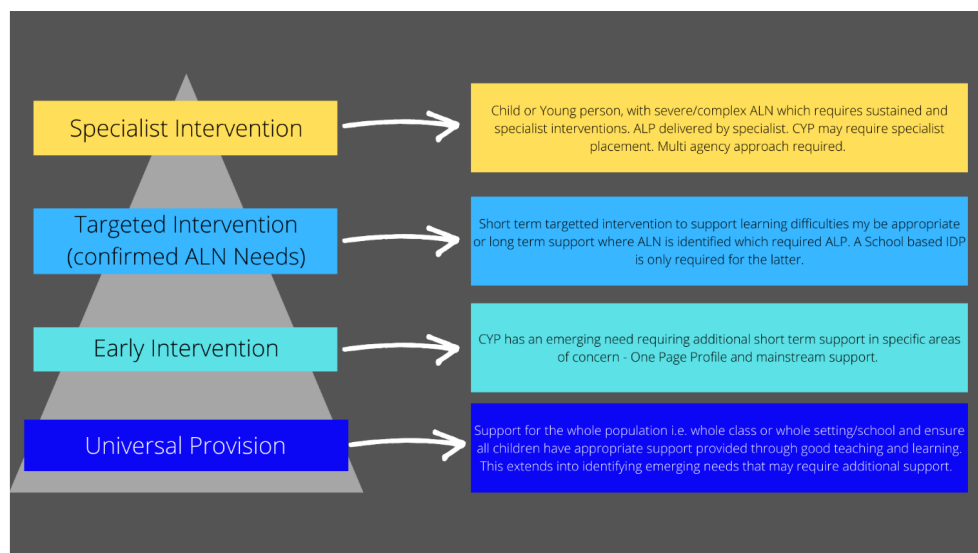 Specialist Intervention
Child or Young person, with severe/complex ALN which requires sustained and
specialist interventions. ALP delivered by specialist. CYP may require specialist
placement. Multi agency approach required.
Targeted Intervention
(confirmed ALN Needs)
Short term targetted intervention to support learning difficulties my be appropriate
or long term support where ALN is identified which required ALP. A School based IDP
is only required for the latter.
Early Intervention
CYP has an emerging need requiring additional short term support in specific areas
of concern - One Page Profile and mainstream support.
Universal Provision
Support for the whole population i.e. whole class or whole setting/school and ensure
all children have appropriate support provided through good teaching and learning.
This extends into identifying emerging needs that may require additional support.